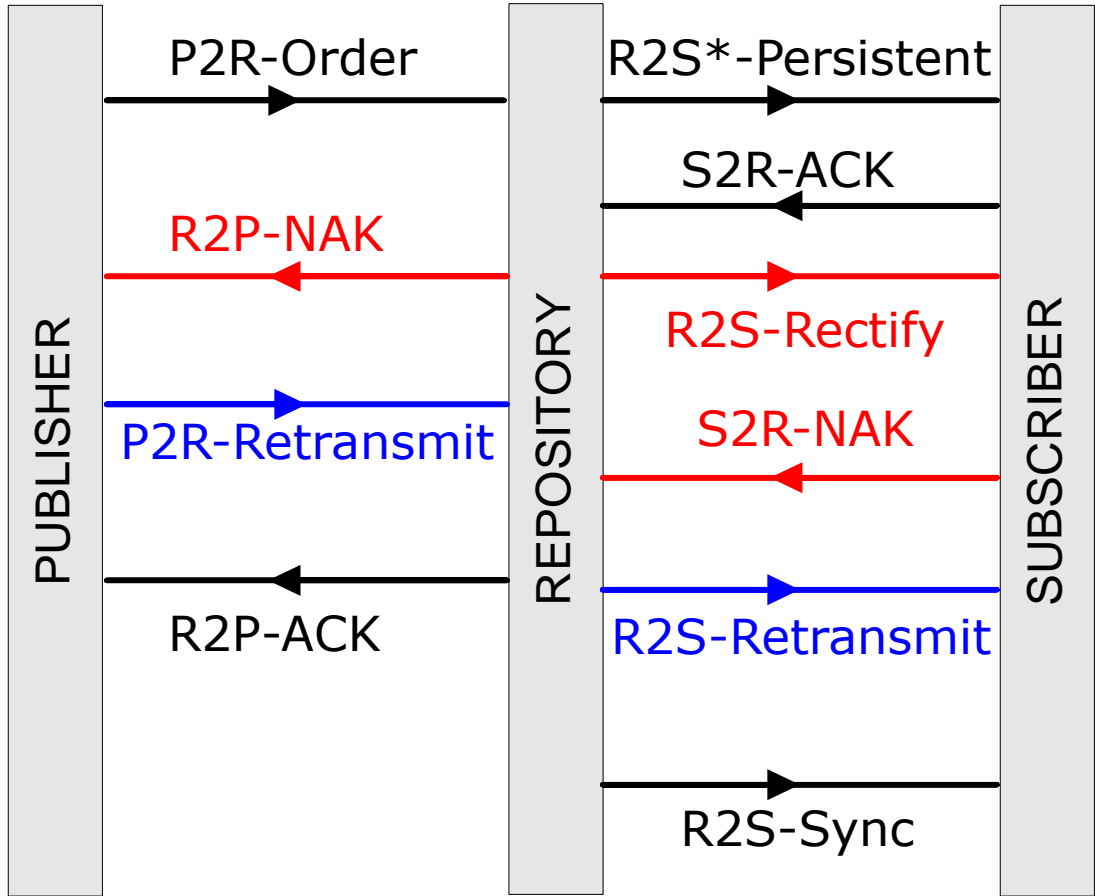 PUBLISHER
P2R-Order
R2P-NAK
P2R-Retransmit
R2P-ACK
REPOSITORY
R2S*-Persistent
S2R-ACK
R2S-Rectify
S2R-NAK
R2S-Retransmit
R2S-Sync
SUBSCRIBER